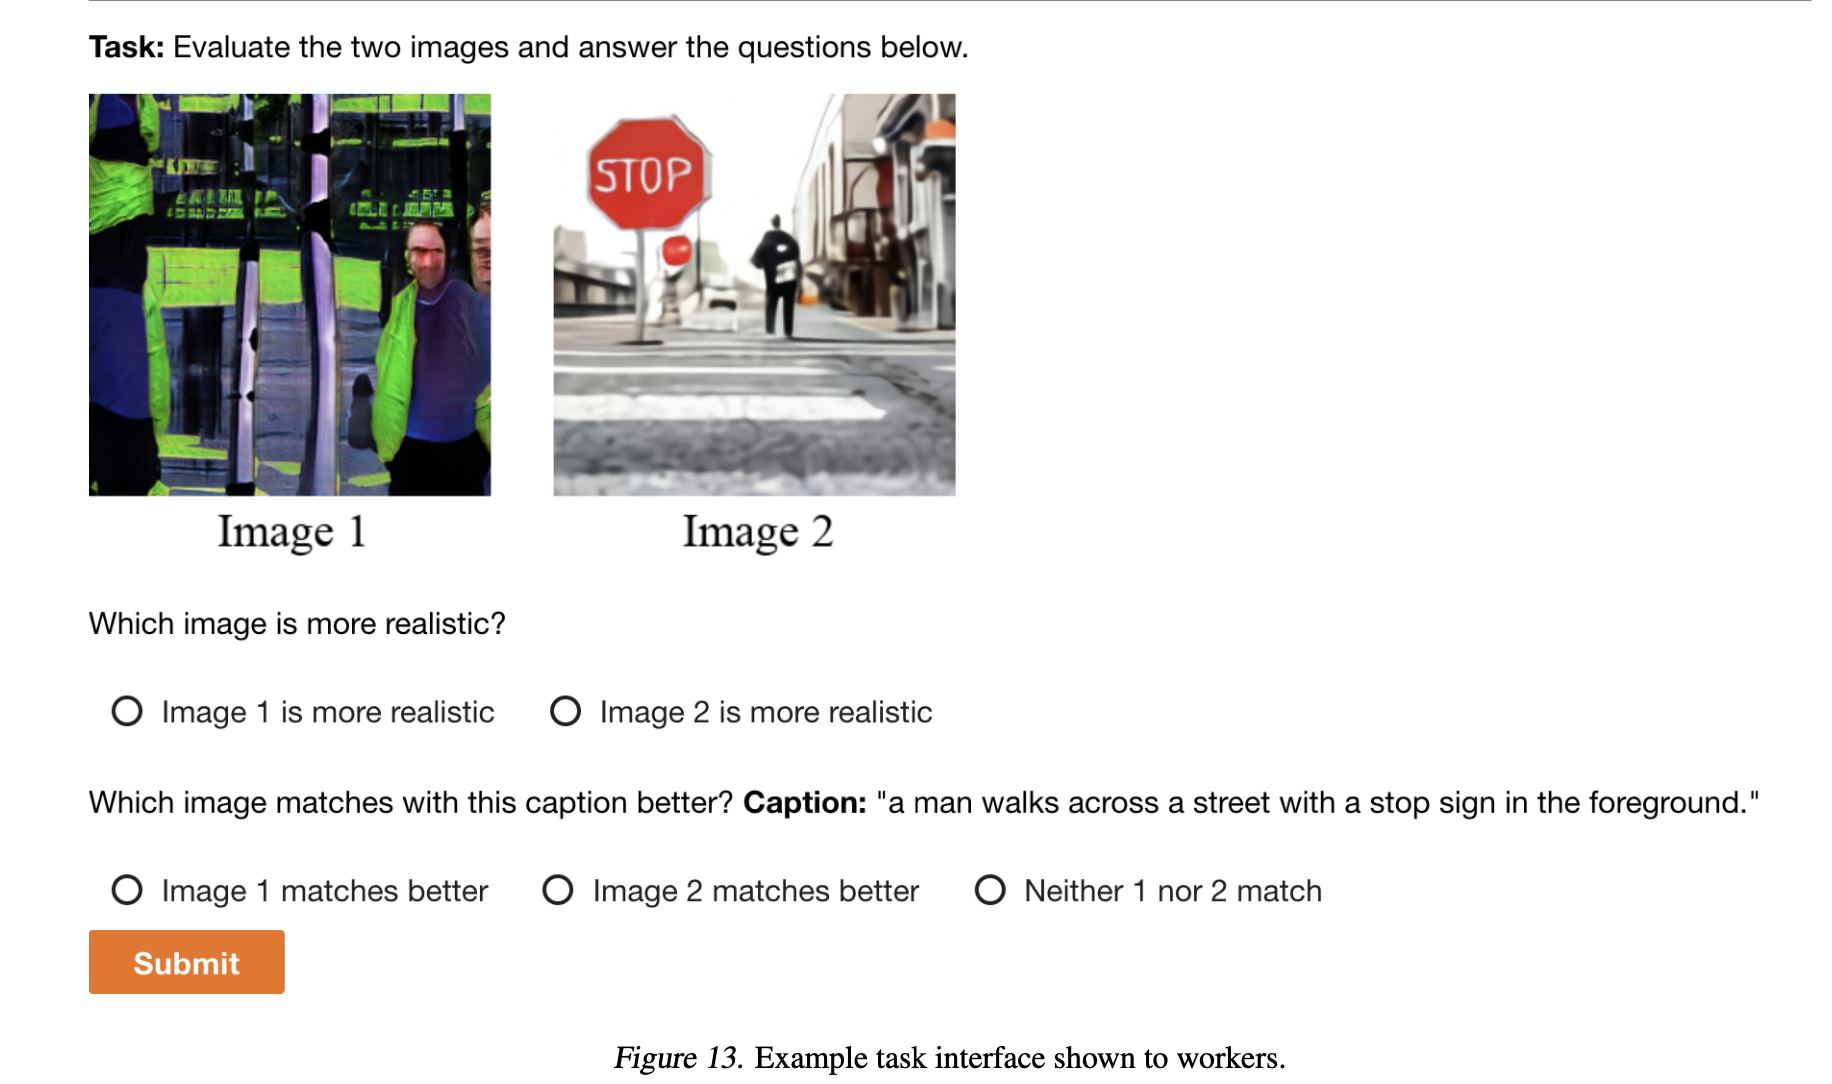 Task: Evaluate the two images and answer the questions below.
STOP
Image 1
Image 2
Which image is more realistic?
Image 1 is more realistic
Image 2 is more realistic
Which image matches with this caption better? Caption: "a man walks across a street with a stop sign in the foreground."
Image 1 matches better
Image 2 matches better
Neither 1 nor 2 match
Submit
Figure 13. Example task interface shown to workers.